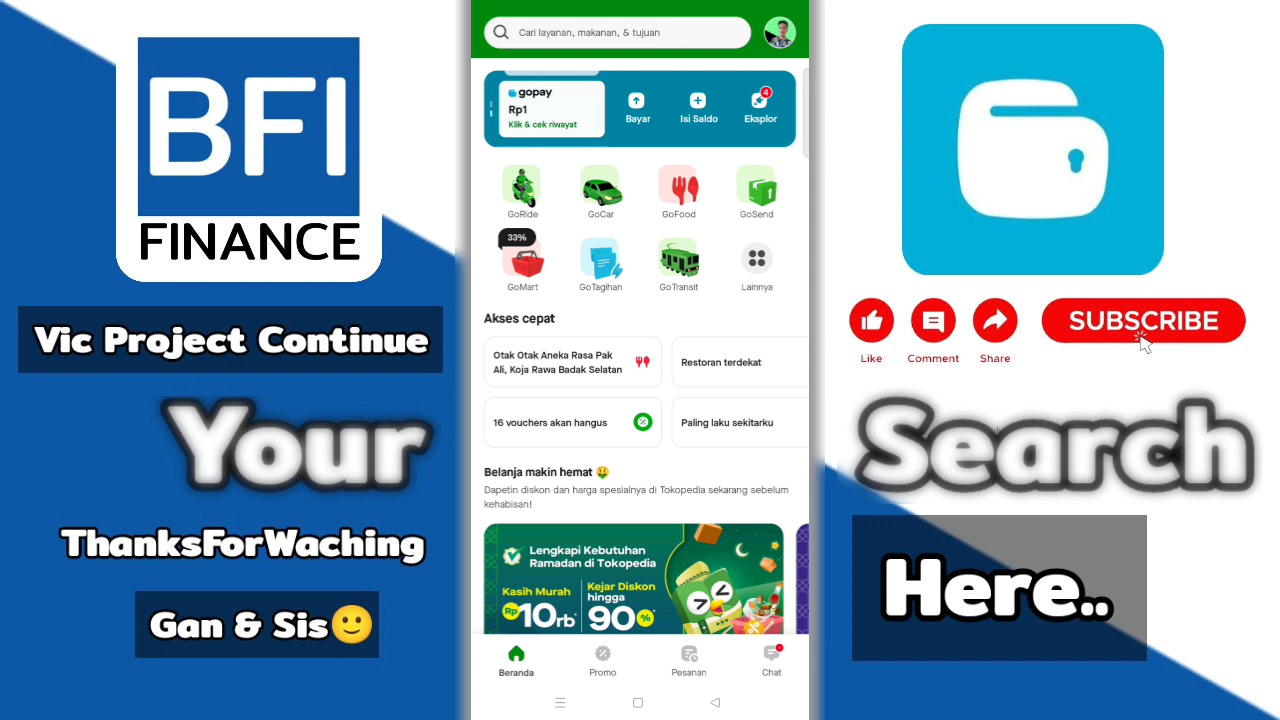 BFI
FINANCE
Vic Project Continue
Your
ThanksForWaching
Gan & Sis🙂
Cari layanan, makanan, & tujuan
gopay
Rp1
Klik & cek riwayat
Bayar
Isi Saldo
4
Eksplor
GoRide
GoCar
GoFood
1
GoSend
33%
GoMart
GoTagihan
GoTransit
Lainnya
Akses cepat
Otak Otak Aneka Rasa Pak
Ali, Koja Rawa Badak Selatan
Restoran terdekat
16 vouchers akan hangus
Paling laku sekitarku
Belanja makin hemat 🤑
Dapetin diskon dan harga spesialnya di Tokopedia sekarang sebelum
kehabisan!
Lengkapi Kebutuhan
Ramadan di Tokopedia
Kasih Murah
Rp 10rb*
Kejar Diskon
hingga
90%*
Beranda
Promo
Pesanan
Chat
SUBSCRIBE
Like
Comment
Share
Search
Here..